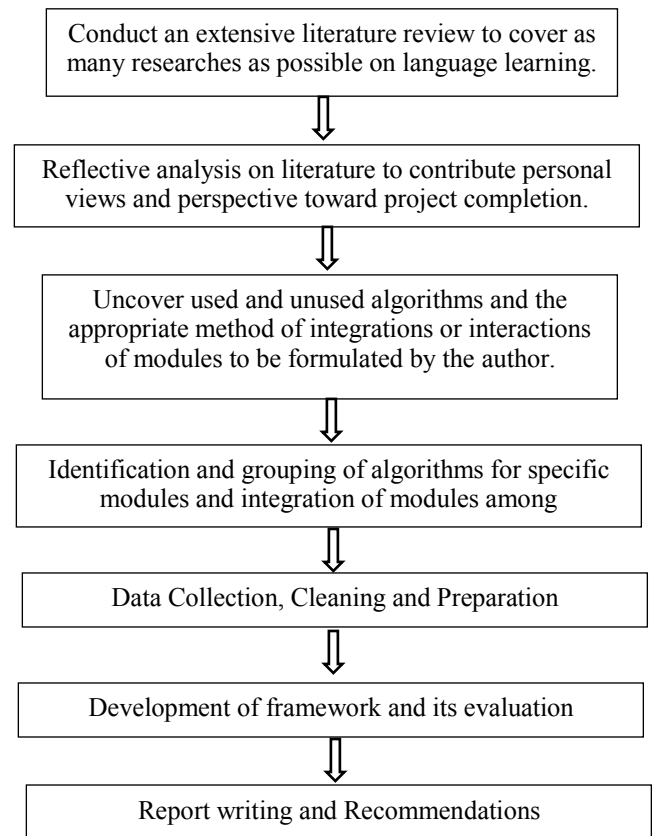 Conduct an extensive literature review to cover as
many researches as possible on language learning.
Reflective analysis on literature to contribute personal
views and perspective toward project completion.
Uncover used and unused algorithms and the
appropriate method of integrations or interactions
of modules to be formulated by the author.
Identification and grouping of algorithms for specific
modules and integration of modules among
Data Collection, Cleaning and Preparation
Development of framework and its evaluation
Report writing and Recommendations